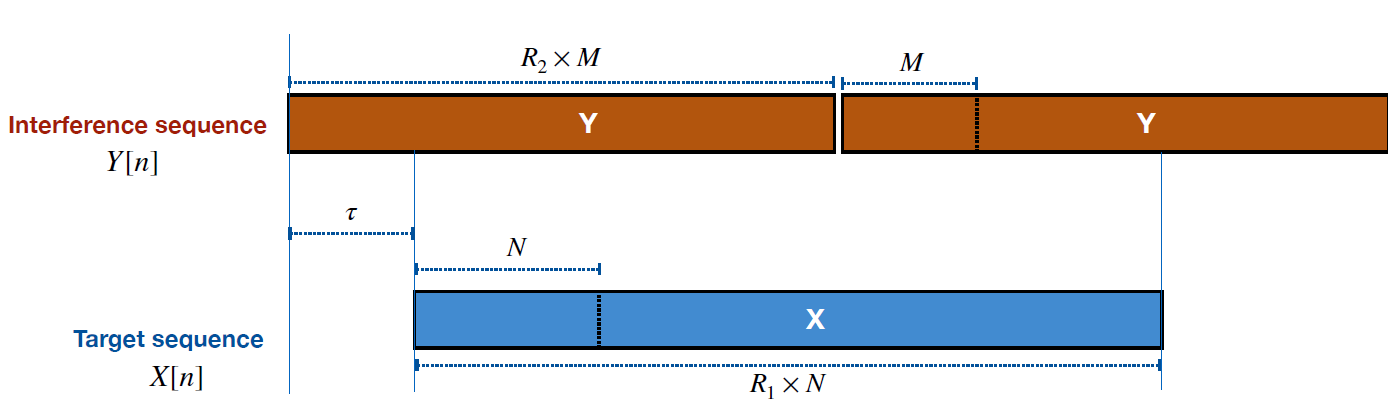 R₂ × M
M
Interference sequence
Y
Y
Y[n]
τ
N
Target sequence
X
X[n]
R₁ × N